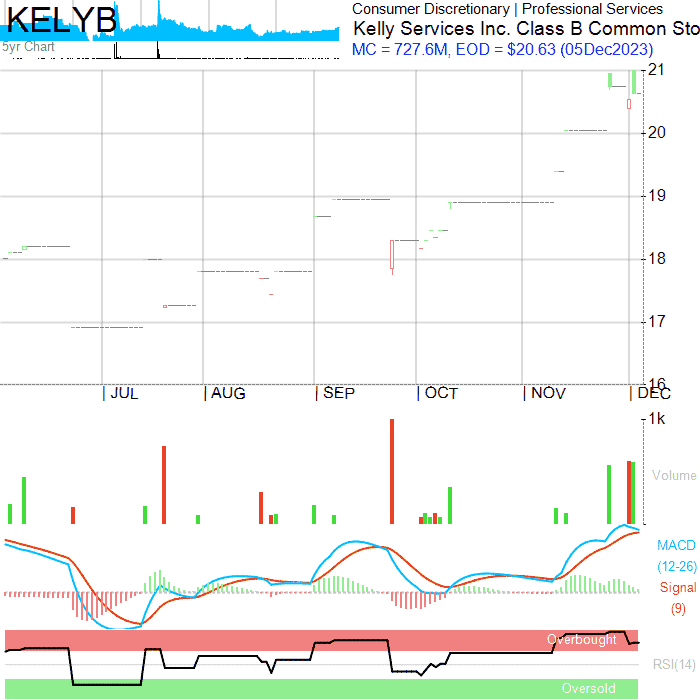 KELYB
5yr Chart
Consumer Discretionary | Professional Services
Kelly Services Inc. Class B Common Sto
MC = 727.6M, EOD = $20.63 (05Dec2023)
21
20
19
18
17
16
| JUL | AUG | SEP | OCT | NOV | DEC
1k
Volume
MACD
(12-26)
Signal
(9)
Overbought
RSI(14)
Oversold